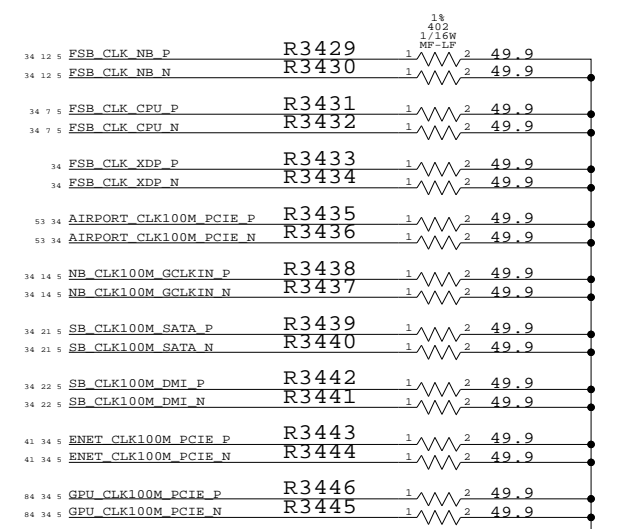 1%
402
1/16W
MF-LF
34 12 5 FSB_CLK_NB_P R3429 1 2 49.9
34 12 5 FSB_CLK_NB_N R3430 1 2 49.9
34 7 5 FSB_CLK_CPU_P R3431 1 2 49.9
34 7 5 FSB_CLK_CPU_N R3432 1 2 49.9
34 FSB_CLK_XDP_P R3433 1 2 49.9
34 FSB_CLK_XDP_N R3434 1 2 49.9
53 34 AIRPORT_CLK100M_PCIE_P R3435 1 2 49.9
53 34 AIRPORT_CLK100M_PCIE_N R3436 1 2 49.9
34 14 5 NB_CLK100M_GCLKIN_P R3438 1 2 49.9
34 14 5 NB_CLK100M_GCLKIN_N R3437 1 2 49.9
34 21 5 SB_CLK100M_SATA_P R3439 1 2 49.9
34 21 5 SB_CLK100M_SATA_N R3440 1 2 49.9
34 22 5 SB_CLK100M_DMI_P R3442 1 2 49.9
34 22 5 SB_CLK100M_DMI_N R3441 1 2 49.9
41 34 5 ENET_CLK100M_PCIE_P R3443 1 2 49.9
41 34 5 ENET_CLK100M_PCIE_N R3444 1 2 49.9
84 34 5 GPU_CLK100M_PCIE_P R3446 1 2 49.9
84 34 5 GPU_CLK100M_PCIE_N R3445 1 2 49.9